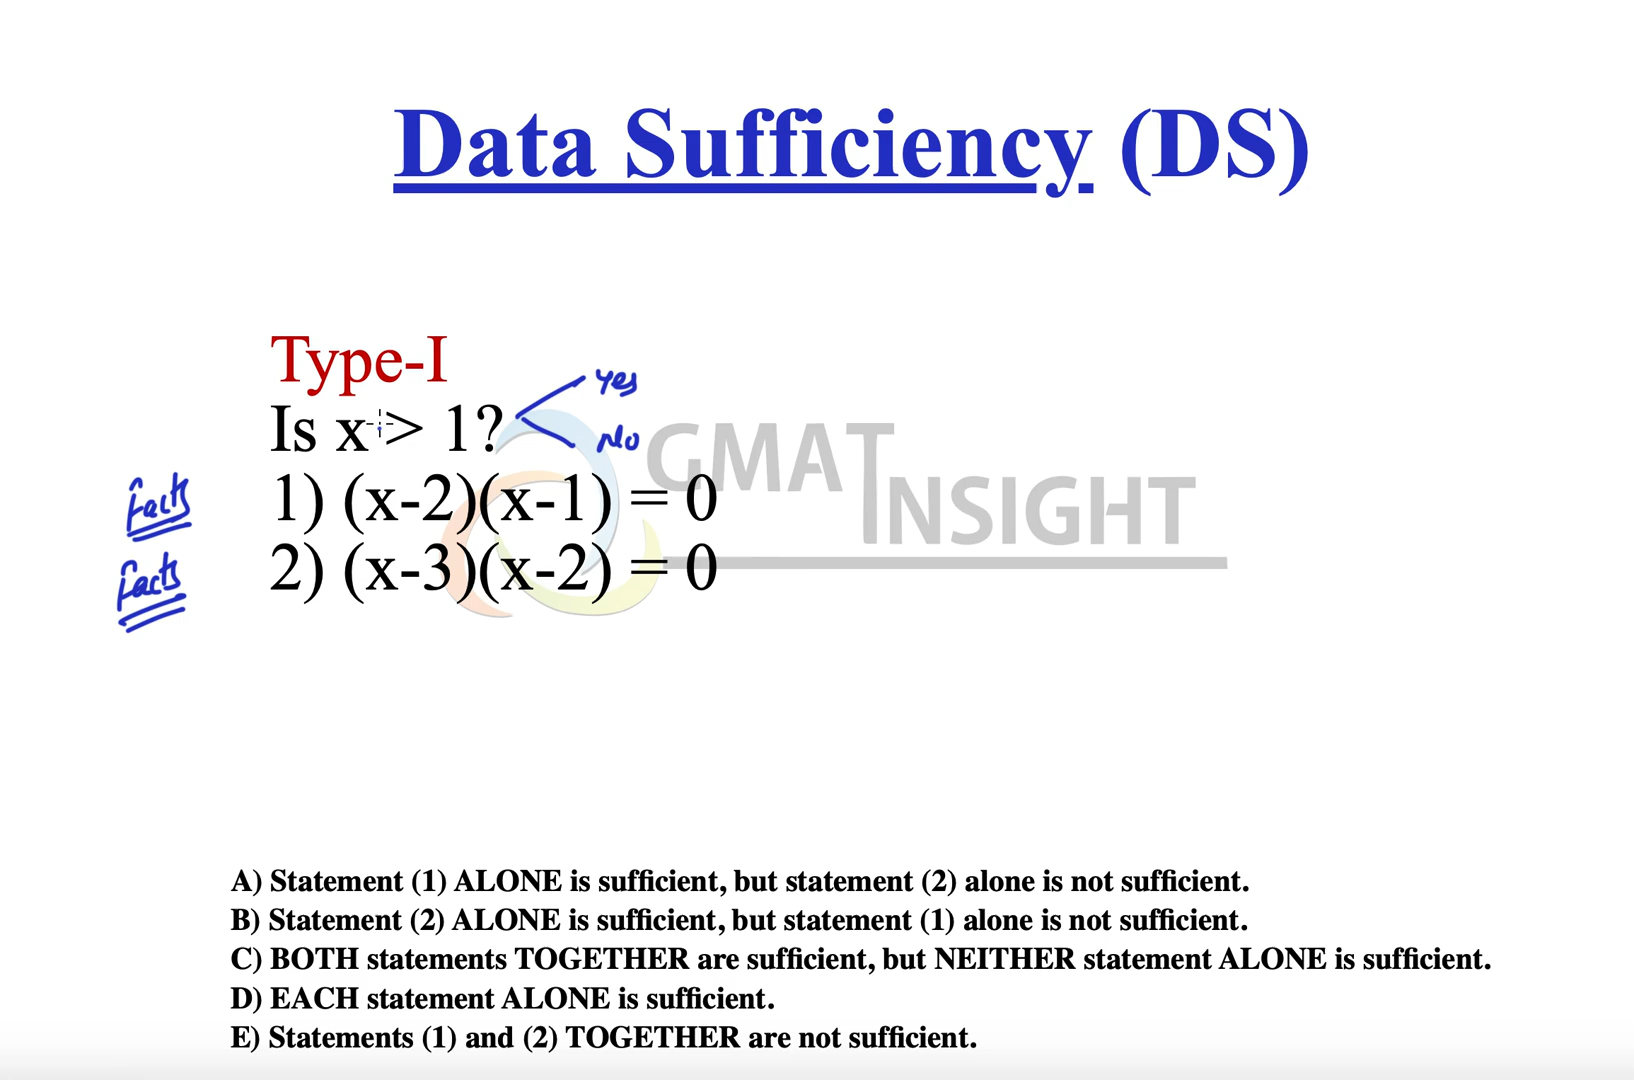 Data Sufficiency (DS)
Type-I
Yes
Is x > 1?
No
GMAT INSIGHT
Facts
1) (x-2)(x-1) = 0
Facts
2) (x-3)(x-2) = 0
A) Statement (1) ALONE is sufficient, but statement (2) alone is not sufficient.
B) Statement (2) ALONE is sufficient, but statement (1) alone is not sufficient.
C) BOTH statements TOGETHER are sufficient, but NEITHER statement ALONE is sufficient.
D) EACH statement ALONE is sufficient.
E) Statements (1) and (2) TOGETHER are not sufficient.